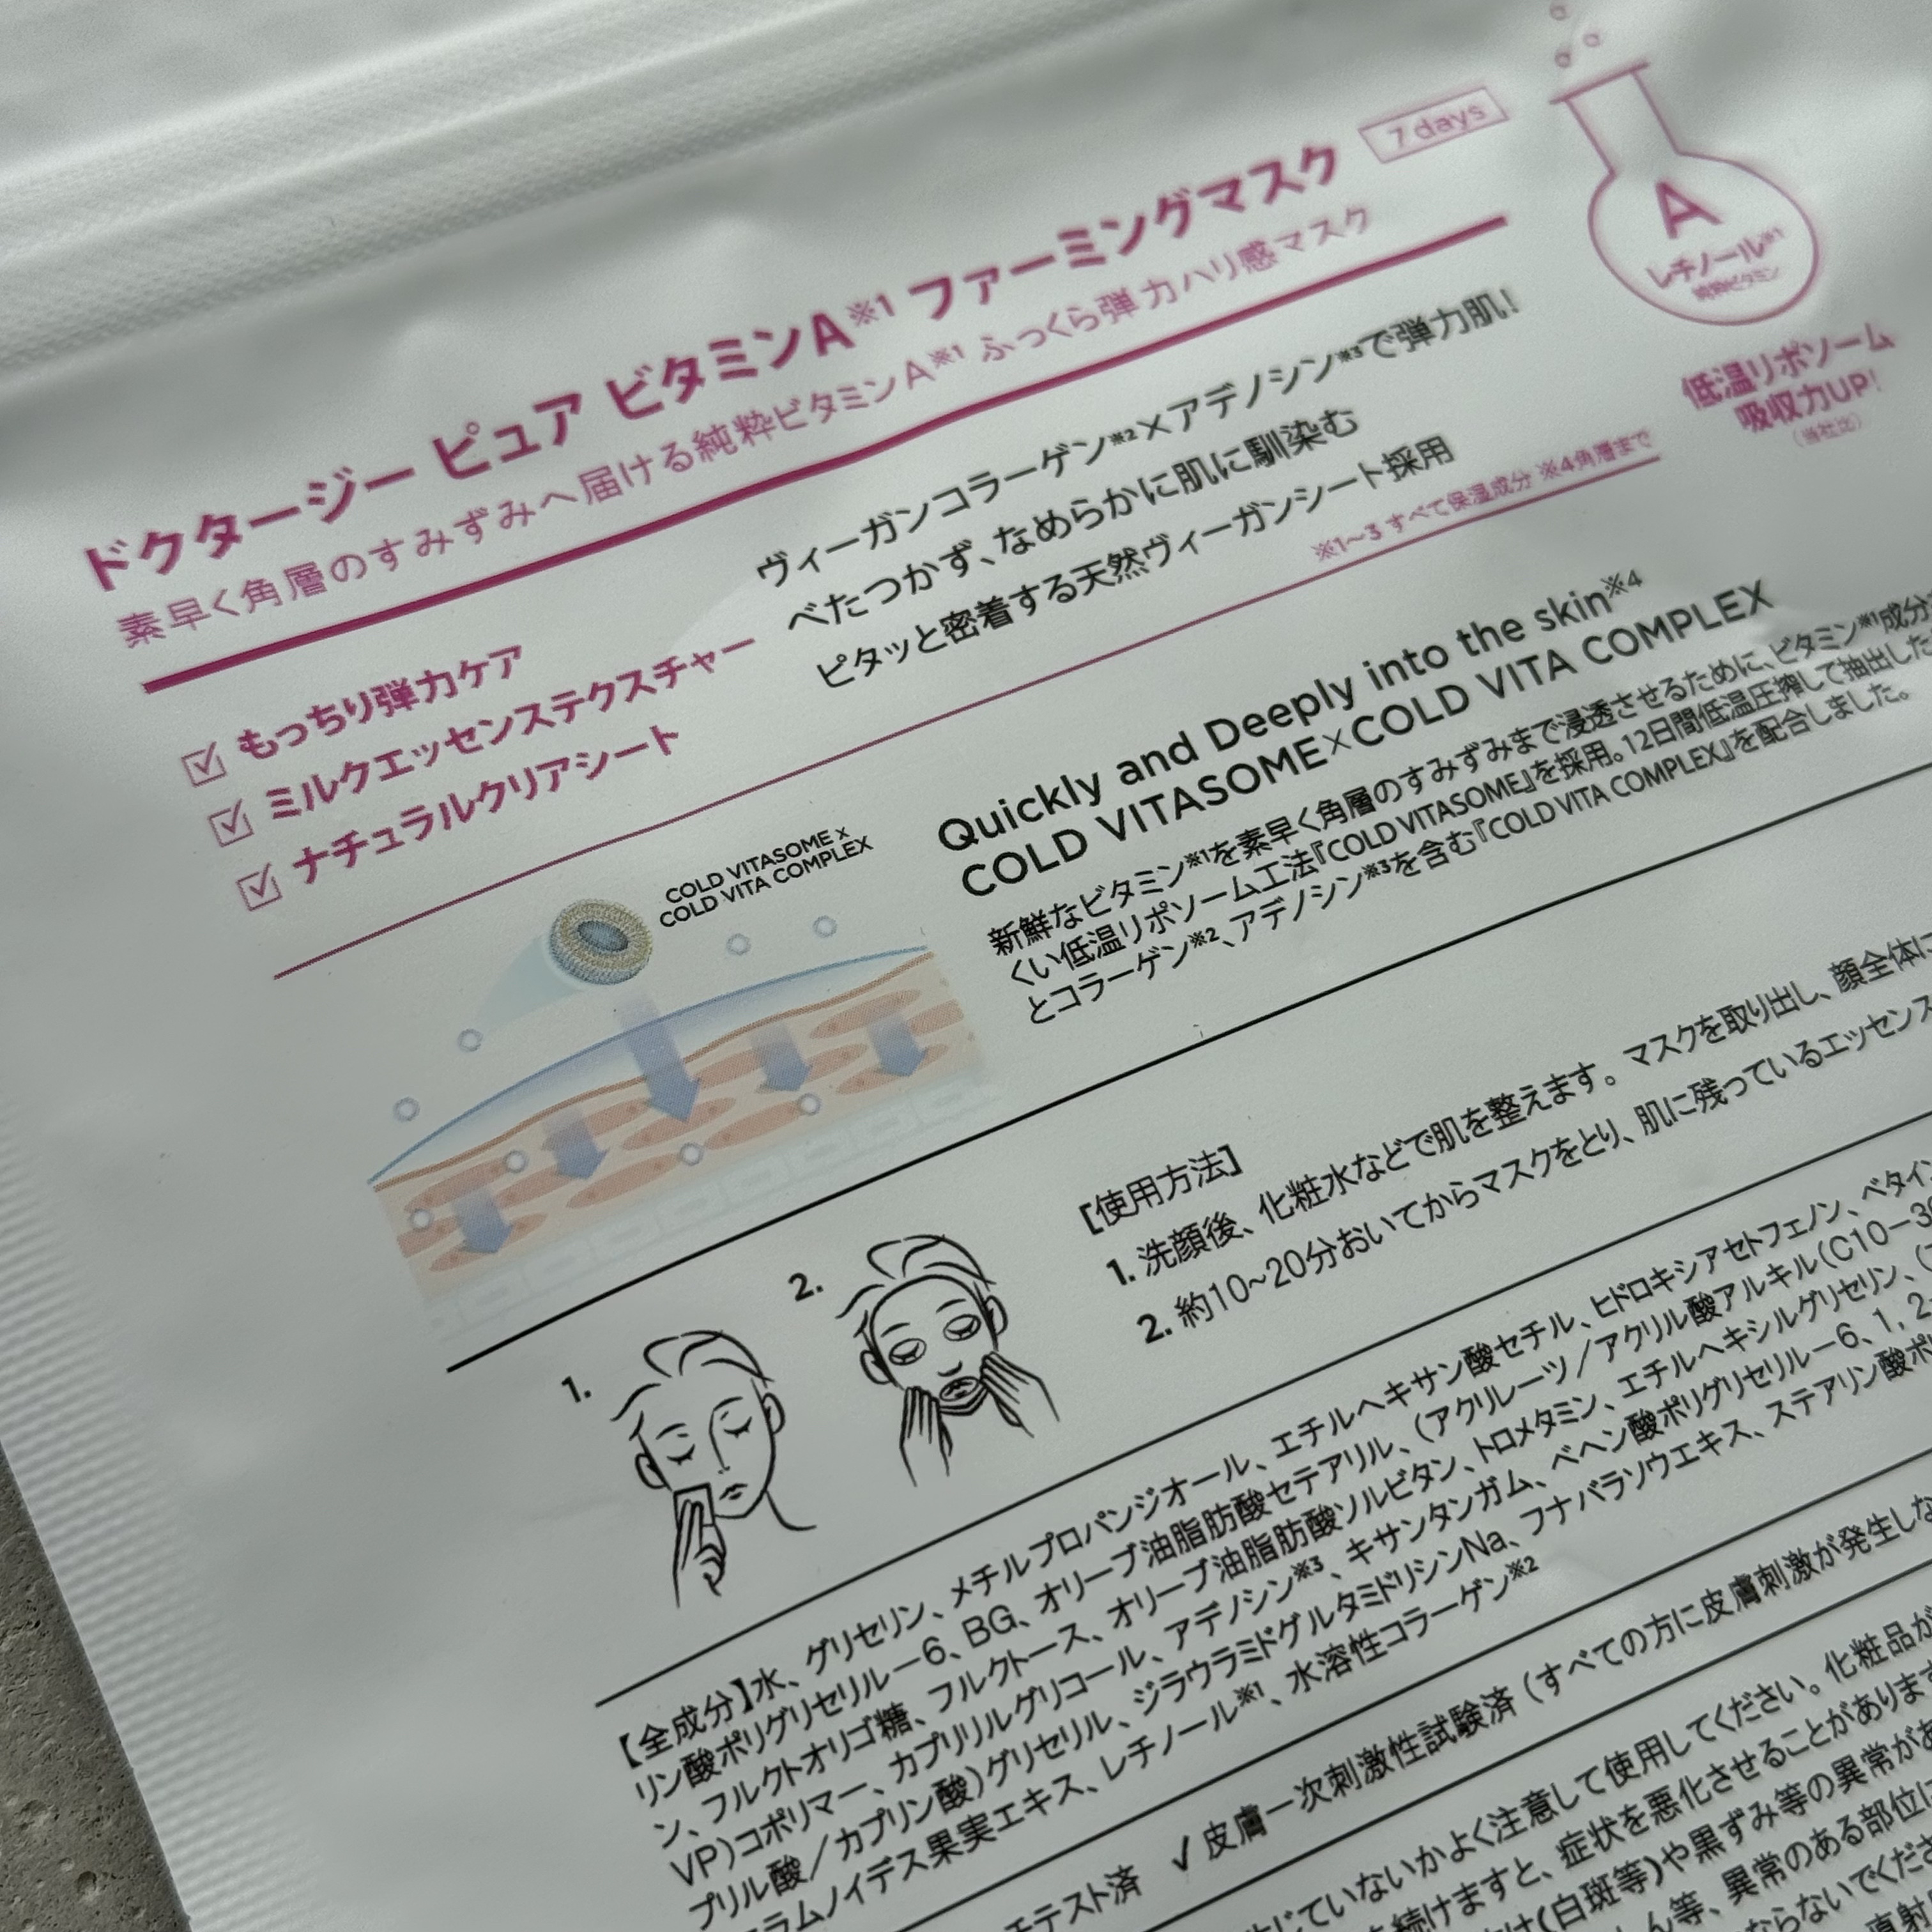 ドクタージー ピュア ビタミンA※1 ファーミングマスク
7 days
素早く角層のすみずみへ届ける純粋ビタミンA※1 ふっくら弾力ハリ感マスク
A
レチノール※1
純粋ビタミン
低温リポソーム
吸収力UP!
(当社比)
もっちり弾力ケア
ミルクエッセンステクスチャー
ナチュラルクリアシート
ヴィーガンコラーゲン※2×アデノシン※3で弾力肌!
べたつかず、なめらかに肌に馴染む
ピタッと密着する天然ヴィーガンシート採用
※1~3 すべて保湿成分 ※4角層まで
COLD VITASOME x
COLD VITA COMPLEX
Quickly and Deeply into the skin※4
COLD VITASOME×COLD VITA COMPLEX
新鮮なビタミン※1を素早く角層のすみずみまで浸透させるために、ビタミン※1成分
くい低温リポソーム工法『COLD VITASOME』を採用。12日間低温圧搾して抽出した
とコラーゲン※2、アデノシン※3を含む『COLD VITA COMPLEX』を配合しました。
1.
2.
[使用方法]
1. 洗顔後、化粧水などで肌を整えます。マスクを取り出し、顔全体に
2. 約10~20分おいてからマスクをとり、肌に残っているエッセンス
【全成分】水、グリセリン、メチルプロパンジオール、エチルヘキサン酸セチル、ヒドロキシアセトフェノン、ベタイン
リン酸ポリグリセリル－6、BG、オリーブ油脂肪酸セテアリル、(アクリレーツ／アクリル酸アルキル(C10－30
ン、フルクトオリゴ糖、フルクトース、オリーブ油脂肪酸ソルビタン、トロメタミン、エチルヘキシルグリセリン、
VP)コポリマー、カプリリルグリコール、アデノシン※3、キサンタンガム、ベヘン酸ポリグリセリル－6、1,2
プリル酸／カプリン酸)グリセリル、ジラウラミドグルタミドリシンNa、フナバラソウエキス、ステアリン酸ポ
ラムノイデス果実エキス、レチノール※1、水溶性コラーゲン※2
テスト済 ✓皮膚一次刺激性試験済(すべての方に皮膚刺激が発生しな
じていないかよく注意して使用してください。化粧品が
続けますと、症状を悪化させることがあります
(白斑等)や黒ずみ等の異常があ
しん等、異常のある部位に
ならないでくださ